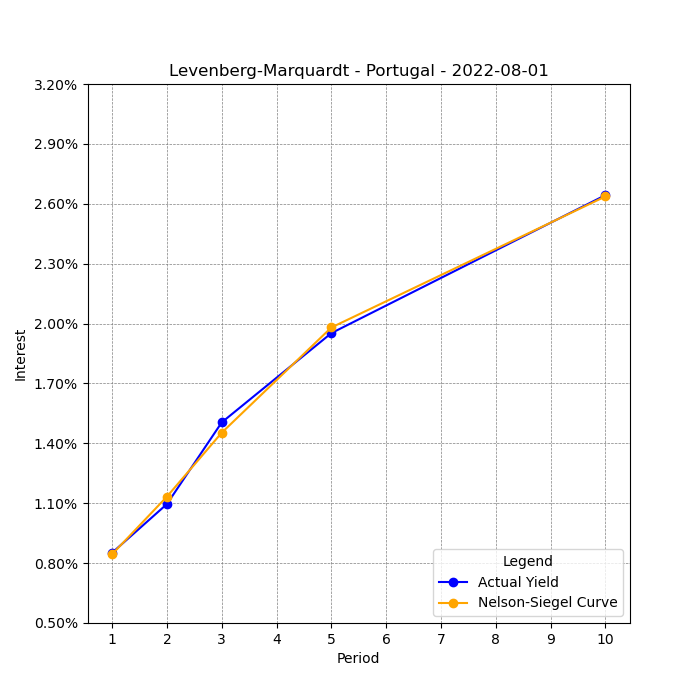 Levenberg-Marquardt - Portugal - 2022-08-01
3.20%
2.90%
2.60%
2.30%
2.00%
1.70%
1.40%
1.10%
0.80%
0.50%
Interest
1 2 3 4 5 6 7 8 9 10
Period
Legend
Actual Yield
Nelson-Siegel Curve